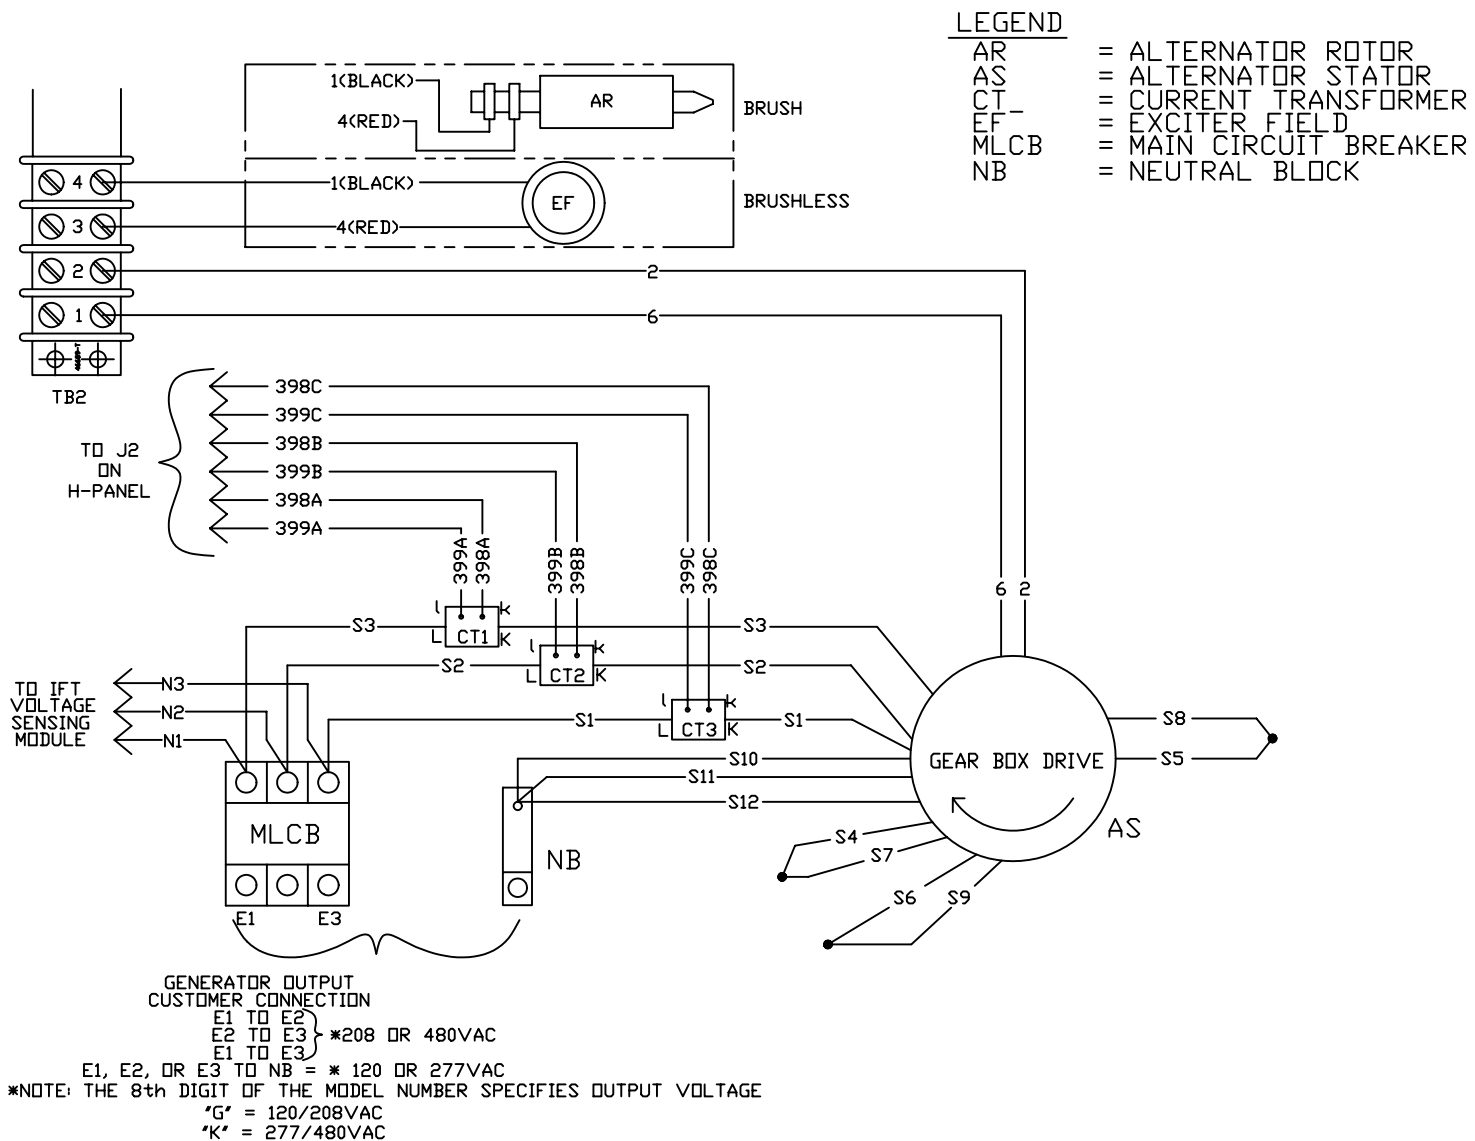 LEGEND
AR = ALTERNATOR ROTOR
AS = ALTERNATOR STATOR
CT_ = CURRENT TRANSFORMER
EF = EXCITER FIELD
MLCB = MAIN CIRCUIT BREAKER
NB = NEUTRAL BLOCK
1(BLACK)
AR
BRUSH
4(RED)
4
1(BLACK)
EF
BRUSHLESS
3
4(RED)
2
2
1
6
TB2
398C
399C
TO J2
ON
H-PANEL
398B
399B
398A
399A
399A
398A
399B
398B
399C
398C
6 2
l k
S3
L CT1 K
S3
l k
S2
L CT2 K
S2
l k
S1
L CT3 K
S1
TO IFT
VOLTAGE
SENSING
MODULE
N3
N2
N1
S8
S5
S10
S11
S12
GEAR BOX DRIVE
AS
MLCB
NB
S4
S7
S6
S9
E1 E3
GENERATOR OUTPUT
CUSTOMER CONNECTION
E1 TO E2
E2 TO E3 *208 OR 480VAC
E1 TO E3
E1, E2, OR E3 TO NB = * 120 OR 277VAC
*NOTE: THE 8th DIGIT OF THE MODEL NUMBER SPECIFIES OUTPUT VOLTAGE
"G" = 120/208VAC
"K" = 277/480VAC